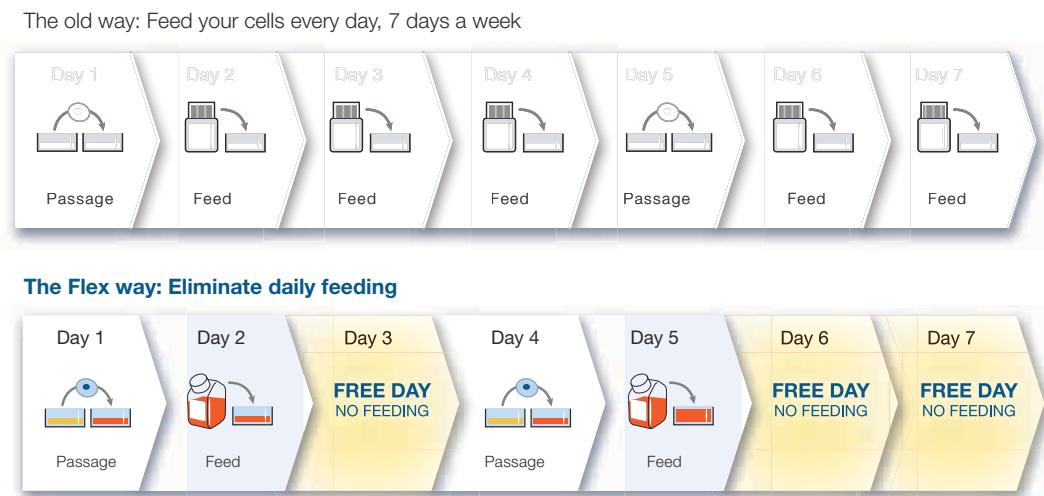 The old way: Feed your cells every day, 7 days a week
Day 1 Day 2 Day 3 Day 4 Day 5 Day 6 Day 7
Passage Feed Feed Feed Passage Feed Feed
The Flex way: Eliminate daily feeding
Day 1 Day 2 Day 3 Day 4 Day 5 Day 6 Day 7
FREE DAY FREE DAY FREE DAY
NO FEEDING NO FEEDING NO FEEDING
Passage Feed Passage Feed